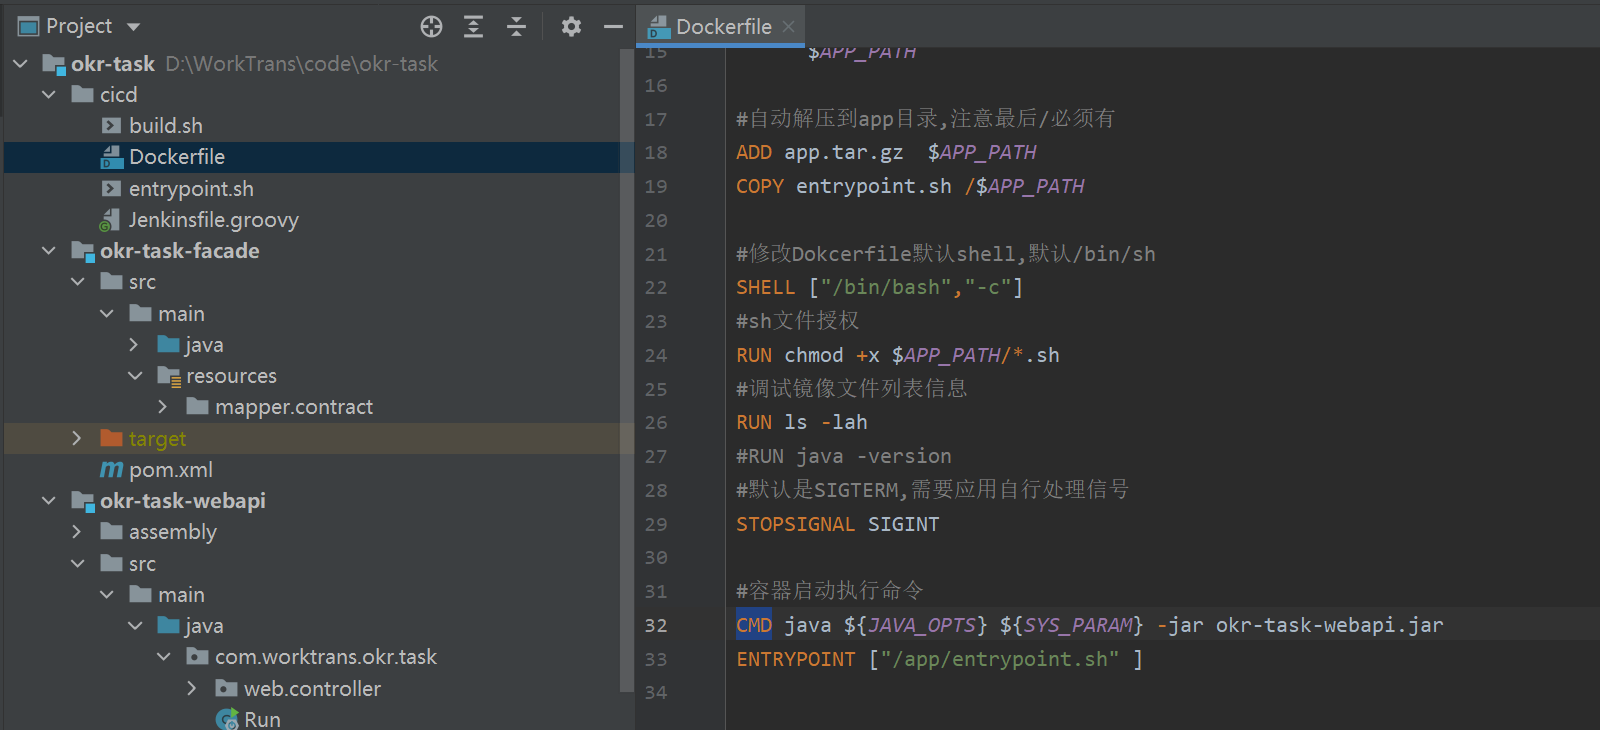 Project
okr-task D:\WorkTrans\code\okr-task
cicd
build.sh
Dockerfile
entrypoint.sh
Jenkinsfile.groovy
okr-task-facade
src
main
java
resources
mapper.contract
target
pom.xml
okr-task-webapi
assembly
src
main
java
com.worktrans.okr.task
web.controller
Run
Dockerfile
15 $APP_PATH
16
17 #自动解压到app目录,注意最后/必须有
18 ADD app.tar.gz  $APP_PATH
19 COPY entrypoint.sh /$APP_PATH
20
21 #修改Dokcerfile默认shell,默认/bin/sh
22 SHELL ["/bin/bash","-c"]
23 #sh文件授权
24 RUN chmod +x $APP_PATH/*.sh
25 #调试镜像文件列表信息
26 RUN ls -lah
27 #RUN java -version
28 #默认是SIGTERM,需要应用自行处理信号
29 STOPSIGNAL SIGINT
30
31 #容器启动执行命令
32 CMD java ${JAVA_OPTS} ${SYS_PARAM} -jar okr-task-webapi.jar
33 ENTRYPOINT ["/app/entrypoint.sh" ]
34